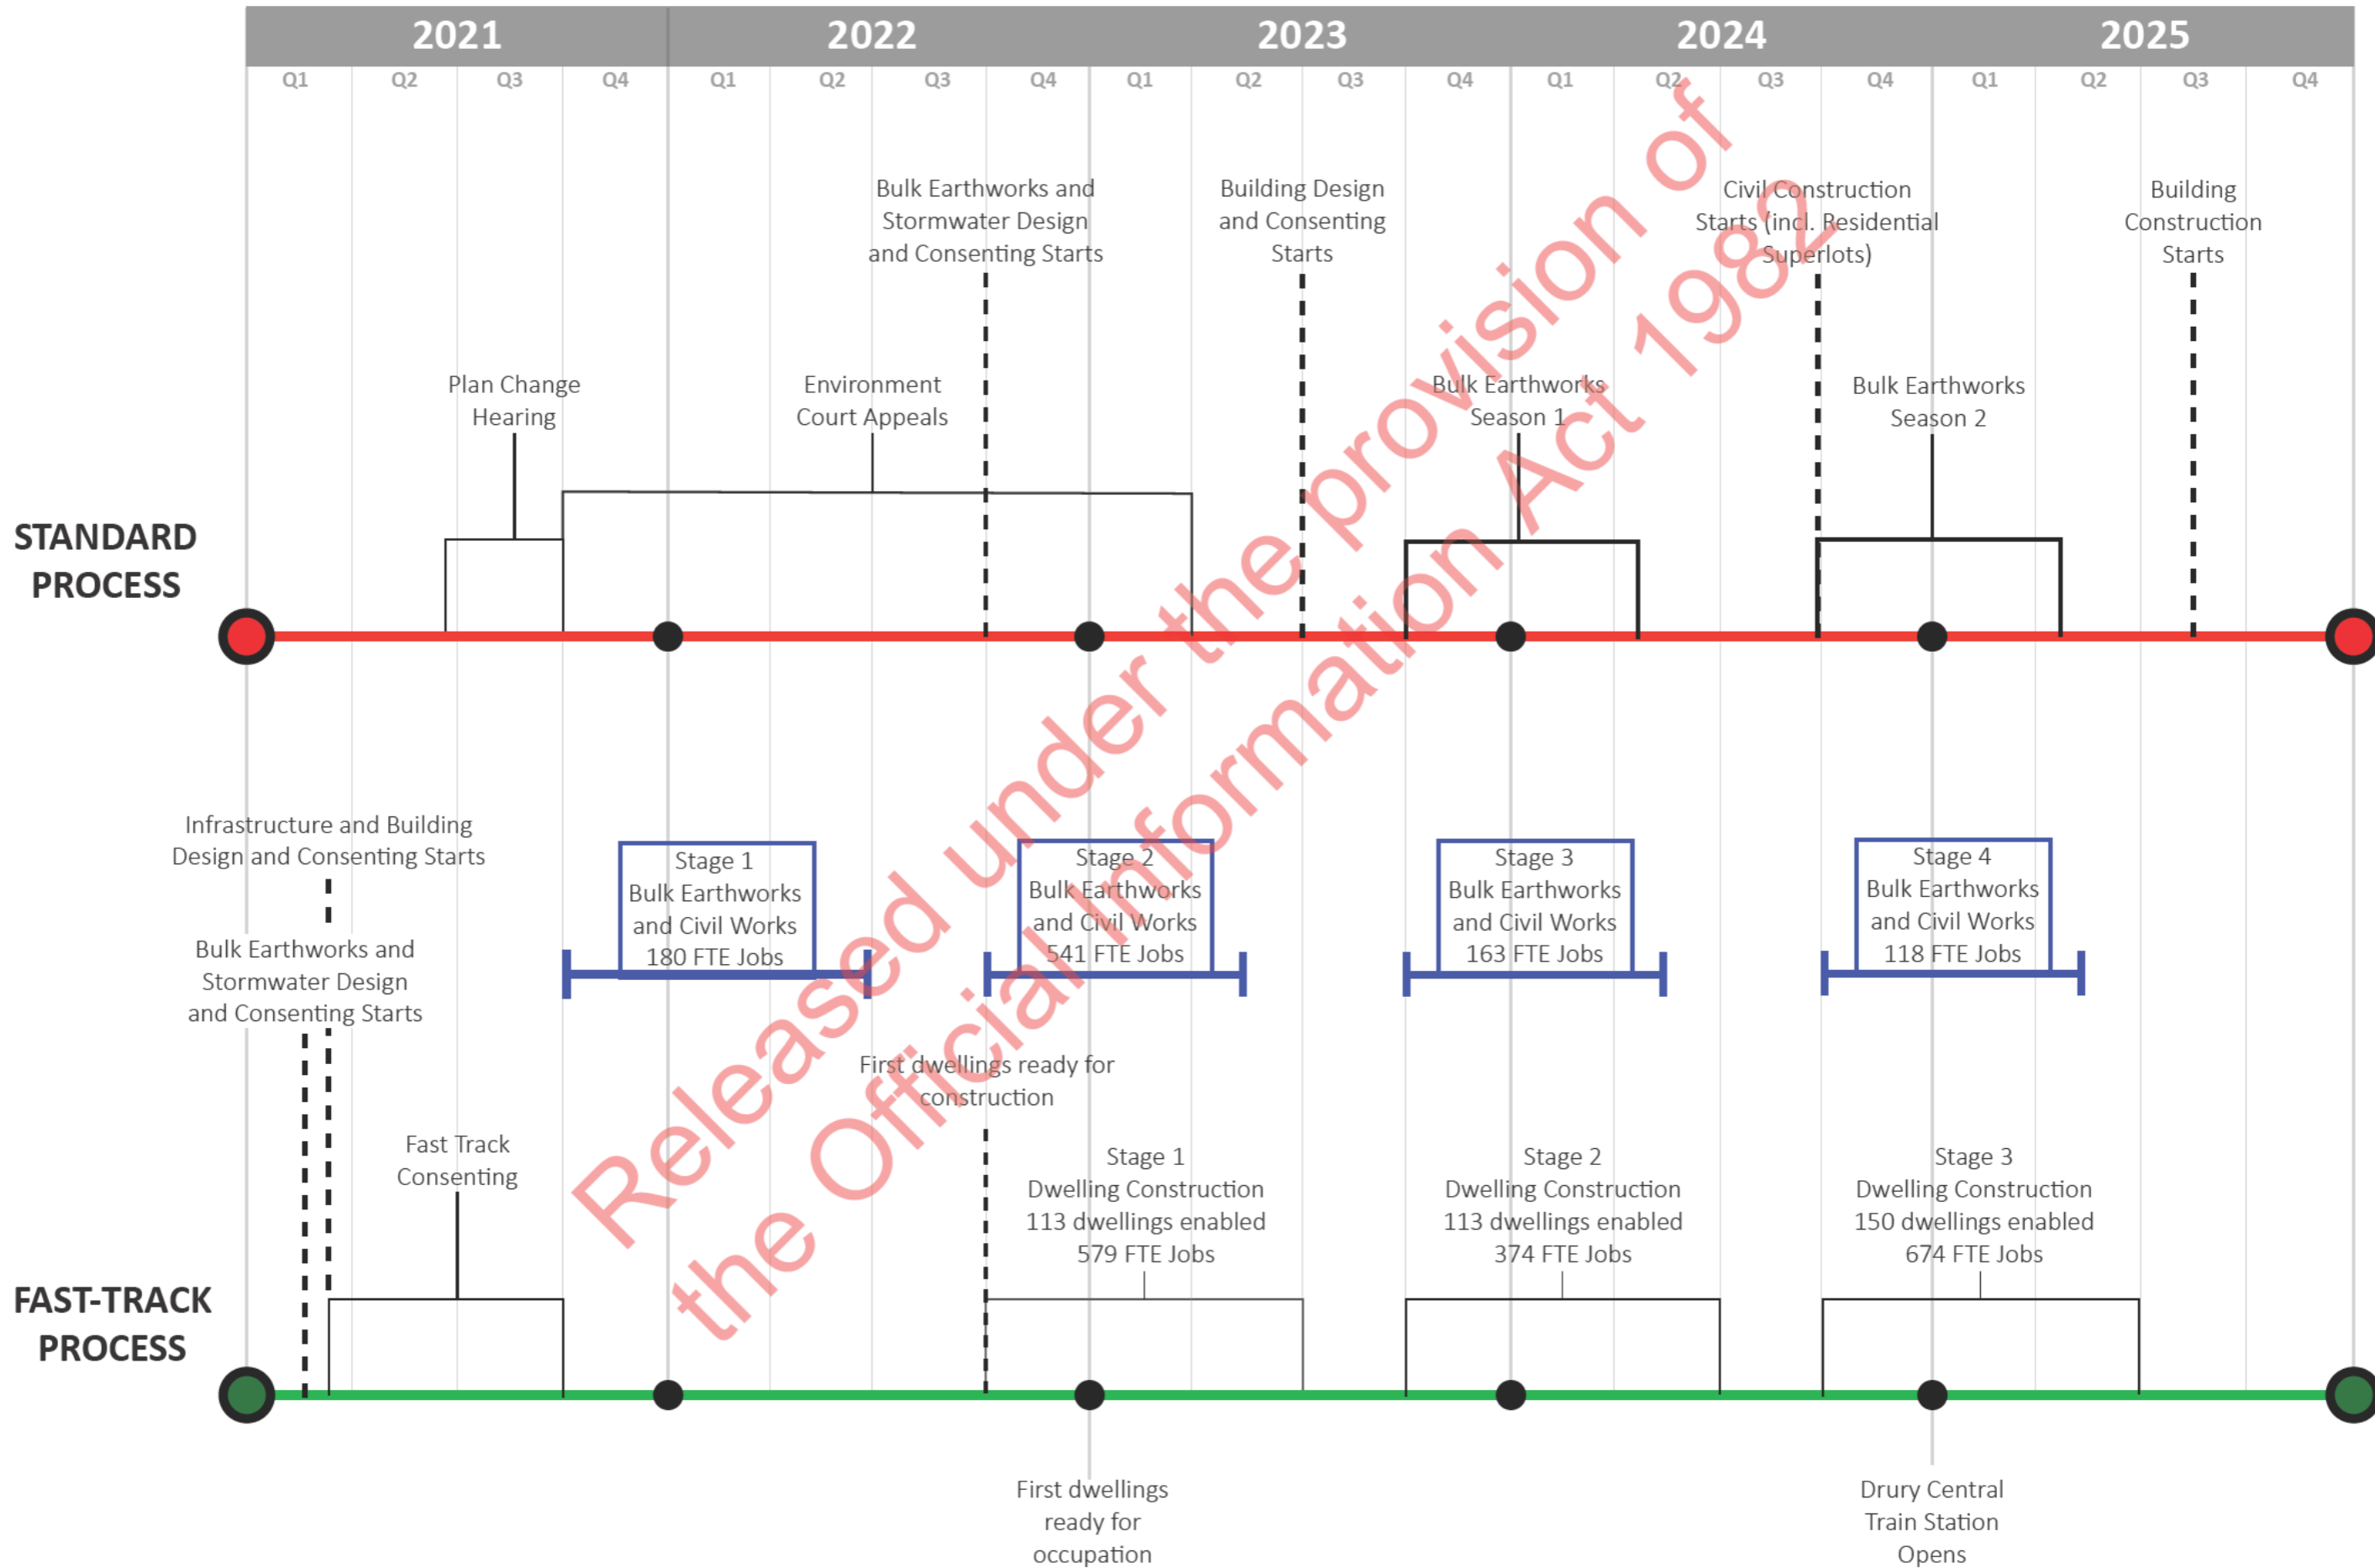 2021
2022
2023
2024
2025
Q1
Q2
Q3
Q4
Q1
Q2
Q3
Q4
Q1
Q2
Q3
Q4
Q1
Q2
Q3
Q4
Q1
Q2
Q3
Q4
Bulk Earthworks and
Stormwater Design
and Consenting Starts
Building Design
and Consenting
Starts
Civil Construction
Starts (incl. Residential
Superlots)
Building
Construction
Starts
Plan Change
Hearing
Environment
Court Appeals
Bulk Earthworks
Season 1
Bulk Earthworks
Season 2
STANDARD
PROCESS
Infrastructure and Building
Design and Consenting Starts
Bulk Earthworks and
Stormwater Design
and Consenting Starts
Stage 1
Bulk Earthworks
and Civil Works
180 FTE Jobs
Stage 2
Bulk Earthworks
and Civil Works
541 FTE Jobs
Stage 3
Bulk Earthworks
and Civil Works
163 FTE Jobs
Stage 4
Bulk Earthworks
and Civil Works
118 FTE Jobs
First dwellings ready for
construction
Fast Track
Consenting
Stage 1
Dwelling Construction
113 dwellings enabled
579 FTE Jobs
Stage 2
Dwelling Construction
113 dwellings enabled
374 FTE Jobs
Stage 3
Dwelling Construction
150 dwellings enabled
674 FTE Jobs
FAST-TRACK
PROCESS
First dwellings
ready for
occupation
Drury Central
Train Station
Opens
Released under the provision of
the Official Information Act 1982